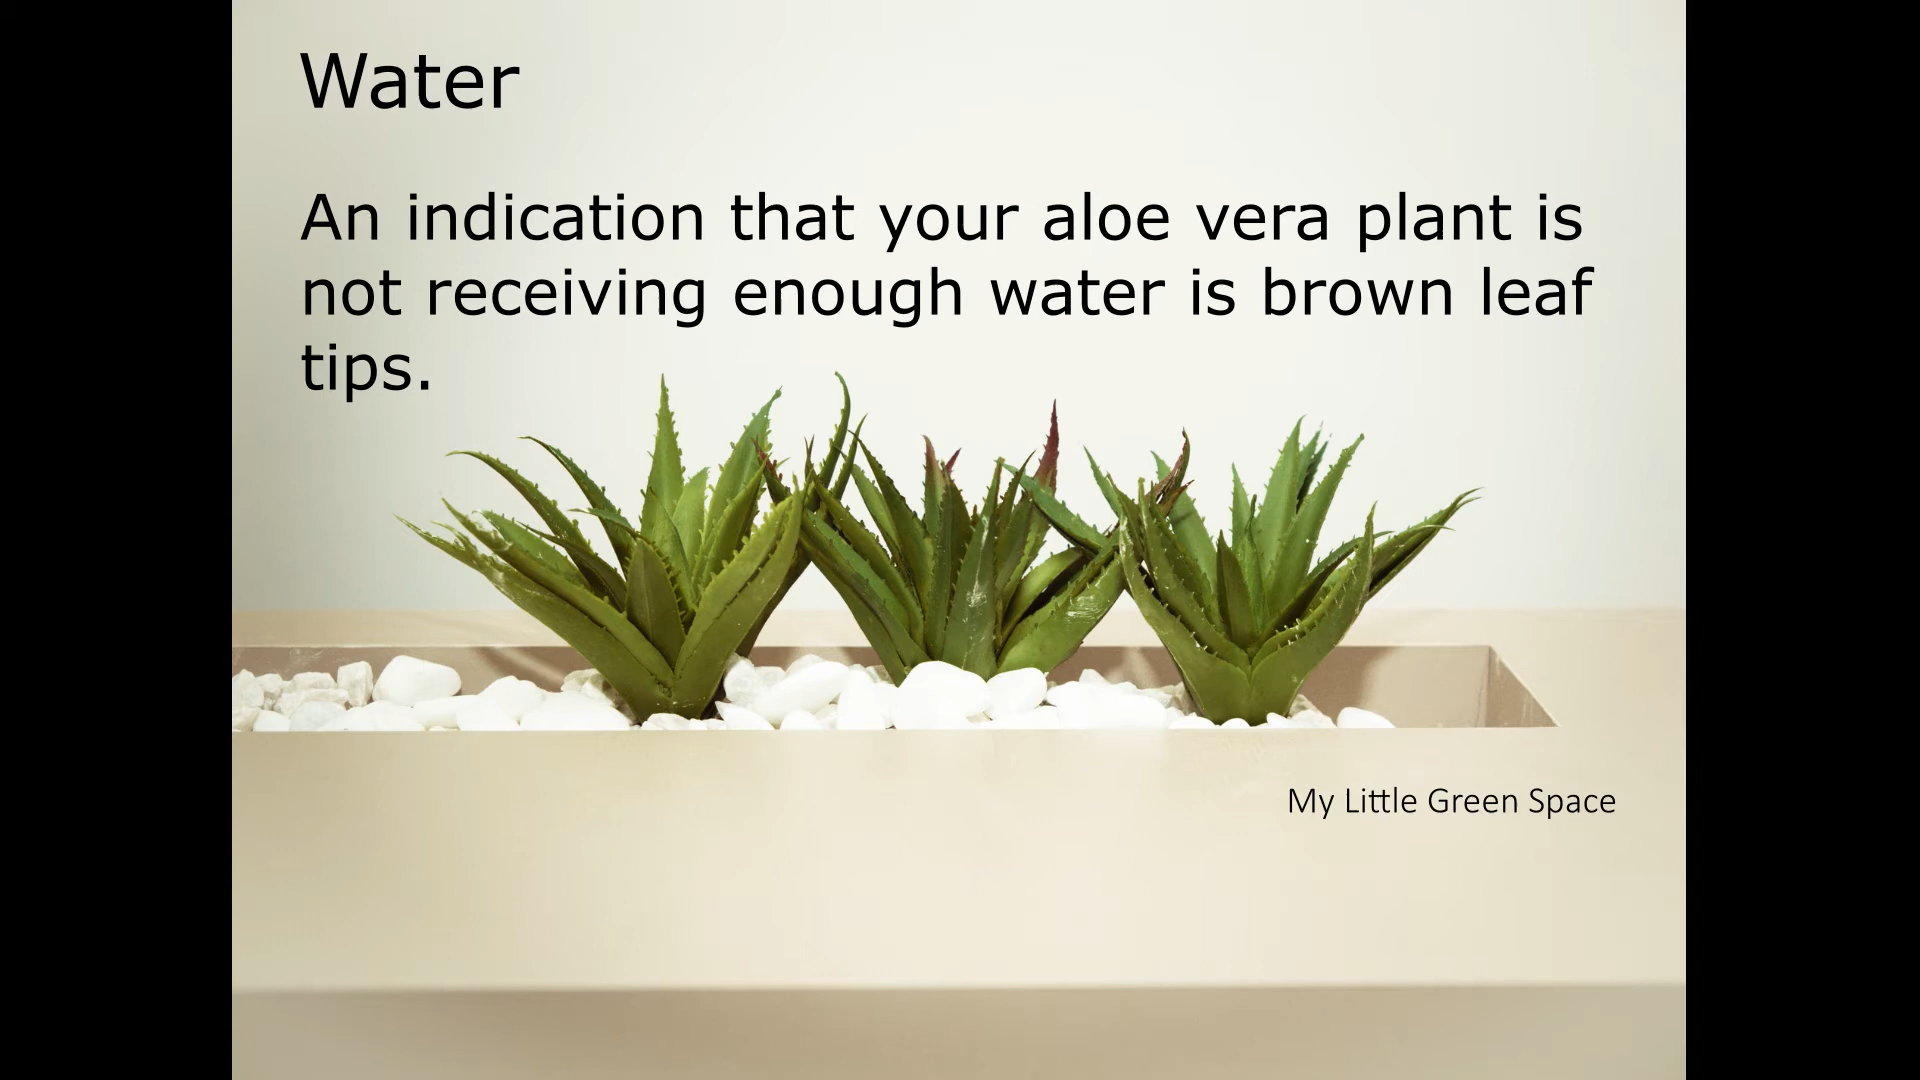 Water
An indication that your aloe vera plant is
not receiving enough water is brown leaf
tips.
My Little Green Space